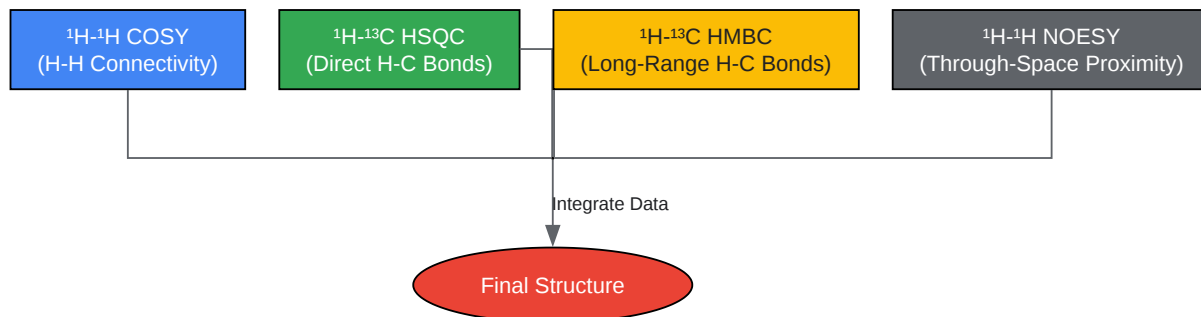 ¹H-¹H COSY
(H-H Connectivity)
¹H-¹³C HSQC
(Direct H-C Bonds)
¹H-¹³C HMBC
(Long-Range H-C Bonds)
¹H-¹H NOESY
(Through-Space Proximity)
Integrate Data
Final Structure